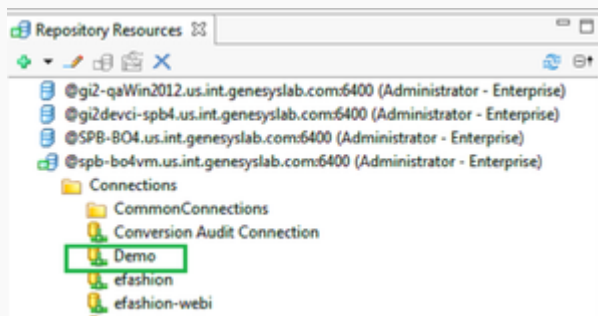 Repository Resources
@gi2-qaWin2012.us.int.genesyslab.com:6400 (Administrator - Enterprise)
@gi2devci-spb4.us.int.genesyslab.com:6400 (Administrator - Enterprise)
@SPB-BO4.us.int.genesyslab.com:6400 (Administrator - Enterprise)
@spb-bo4vm.us.int.genesyslab.com:6400 (Administrator - Enterprise)
Connections
CommonConnections
Conversion Audit Connection
Demo
efashion
efashion-webi